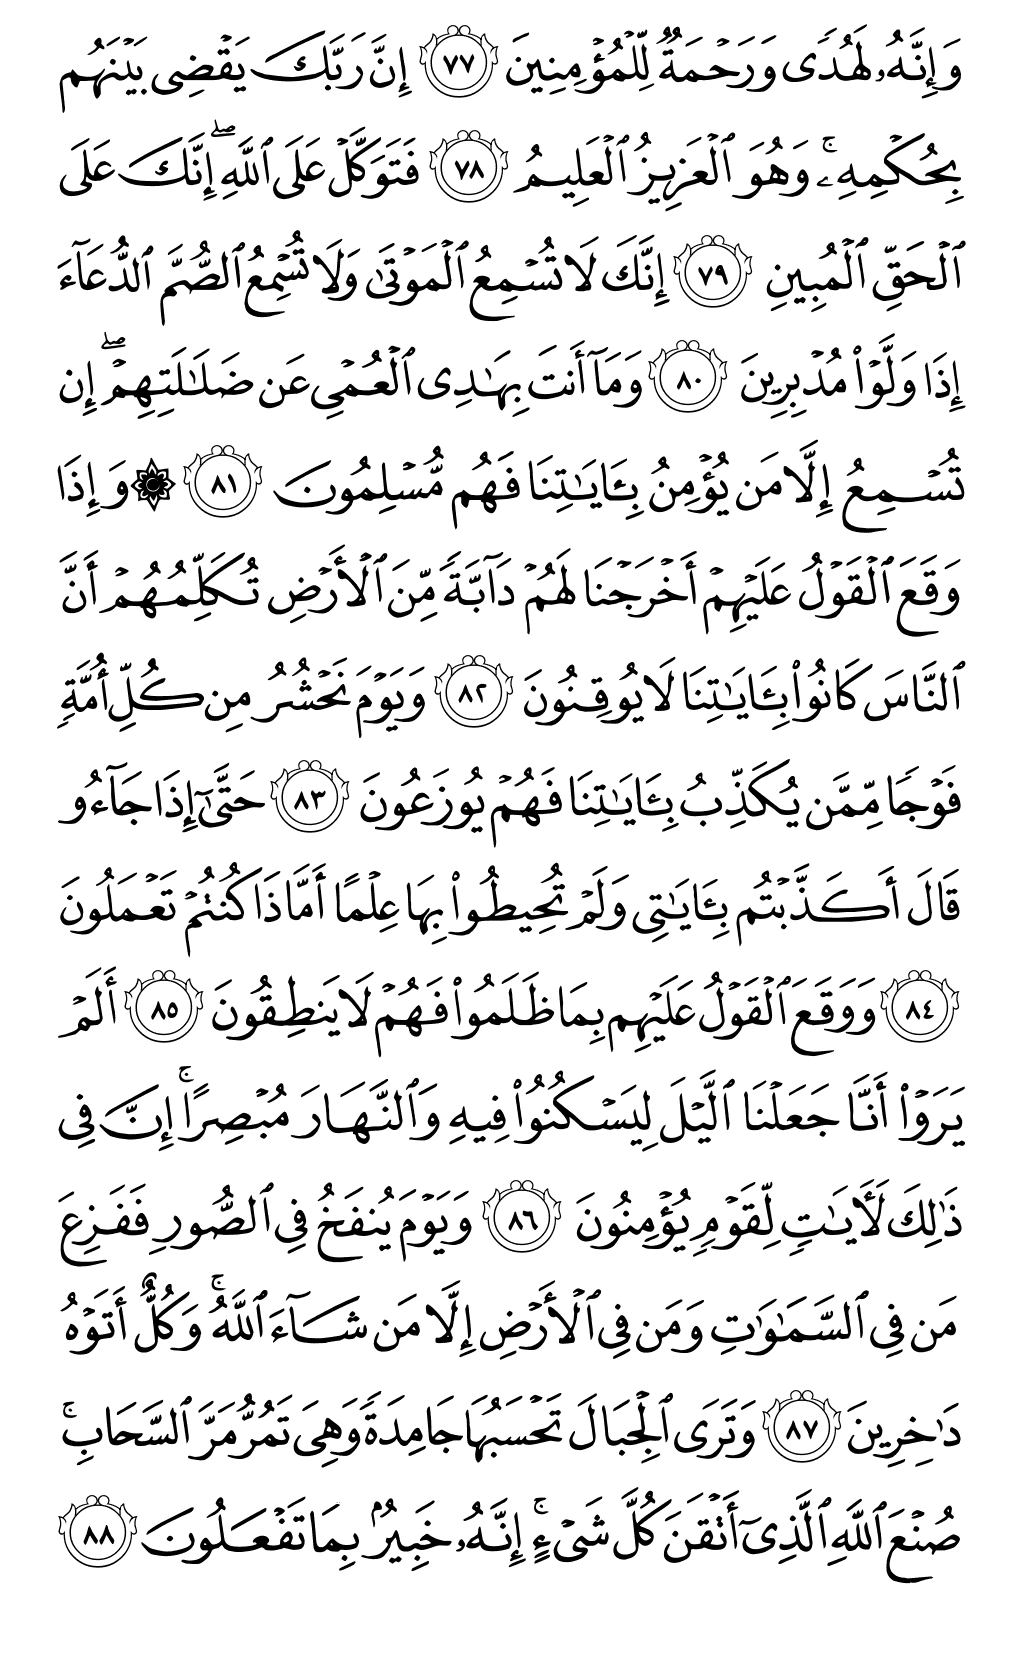 وَإِنَّهُۥ لَهُدًى وَرَحْمَةٌ لِّلْمُؤْمِنِينَ ٧٧ إِنَّ رَبَّكَ يَقْضِى بَيْنَهُم
بِحُكْمِهِۦ ۚ وَهُوَ ٱلْعَزِيزُ ٱلْعَلِيمُ ٧٨ فَتَوَكَّلْ عَلَى ٱللَّهِ ۖ إِنَّكَ عَلَى
ٱلْحَقِّ ٱلْمُبِينِ ٧٩ إِنَّكَ لَا تُسْمِعُ ٱلْمَوْتَىٰ وَلَا تُسْمِعُ ٱلصُّمَّ ٱلدُّعَآءَ
إِذَا وَلَّوْا۟ مُدْبِرِينَ ٨٠ وَمَآ أَنتَ بِهَـٰدِى ٱلْعُمْىِ عَن ضَلَـٰلَتِهِمْ ۖ إِن
تُسْمِعُ إِلَّا مَن يُؤْمِنُ بِـَٔايَـٰتِنَا فَهُم مُّسْلِمُونَ ٨١ ۞ وَإِذَا
وَقَعَ ٱلْقَوْلُ عَلَيْهِمْ أَخْرَجْنَا لَهُمْ دَآبَّةً مِّنَ ٱلْأَرْضِ تُكَلِّمُهُمْ أَنَّ
ٱلنَّاسَ كَانُوا۟ بِـَٔايَـٰتِنَا لَا يُوقِنُونَ ٨٢ وَيَوْمَ نَحْشُرُ مِن كُلِّ أُمَّةٍ
فَوْجًا مِّمَّن يُكَذِّبُ بِـَٔايَـٰتِنَا فَهُمْ يُوزَعُونَ ٨٣ حَتَّىٰٓ إِذَا جَآءُو
قَالَ أَكَذَّبْتُم بِـَٔايَـٰتِى وَلَمْ تُحِيطُوا۟ بِهَا عِلْمًا أَمَّاذَا كُنتُمْ تَعْمَلُونَ
٨٤ وَوَقَعَ ٱلْقَوْلُ عَلَيْهِم بِمَا ظَلَمُوا۟ فَهُمْ لَا يَنطِقُونَ ٨٥ أَلَمْ
يَرَوْا۟ أَنَّا جَعَلْنَا ٱلَّيْلَ لِيَسْكُنُوا۟ فِيهِ وَٱلنَّهَارَ مُبْصِرًا ۚ إِنَّ فِى
ذَٰلِكَ لَـَٔايَـٰتٍ لِّقَوْمٍ يُؤْمِنُونَ ٨٦ وَيَوْمَ يُنفَخُ فِى ٱلصُّورِ فَفَزِعَ
مَن فِى ٱلسَّمَـٰوَٰتِ وَمَن فِى ٱلْأَرْضِ إِلَّا مَن شَآءَ ٱللَّهُ ۚ وَكُلٌّ أَتَوْهُ
دَٰخِرِينَ ٨٧ وَتَرَى ٱلْجِبَالَ تَحْسَبُهَا جَامِدَةً وَهِىَ تَمُرُّ مَرَّ ٱلسَّحَابِ ۚ
صُنْعَ ٱللَّهِ ٱلَّذِىٓ أَتْقَنَ كُلَّ شَىْءٍ ۚ إِنَّهُۥ خَبِيرٌۢ بِمَا تَفْعَلُونَ ٨٨